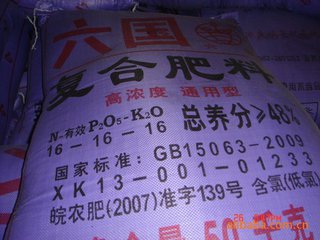 六国
复合肥料
高浓度 通用型
N-有效P₂O₅-K₂O
16-16-16
总养分≥48%
国家标准:GB15063-2009
XK13-001-01233
皖农肥(2007)准字139号 含氯(低氯)